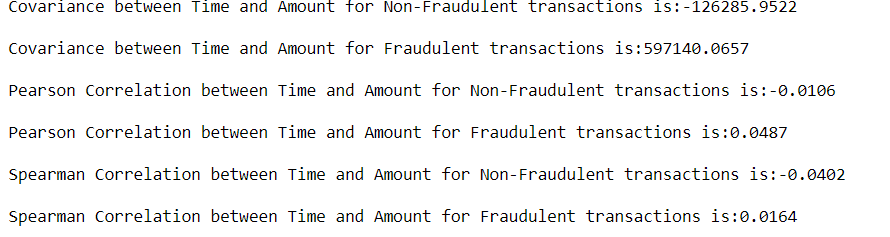 Covariance between Time and Amount for Non-Fraudulent transactions is:-126285.9522
Covariance between Time and Amount for Fraudulent transactions is:597140.0657
Pearson Correlation between Time and Amount for Non-Fraudulent transactions is:-0.0106
Pearson Correlation between Time and Amount for Fraudulent transactions is:0.0487
Spearman Correlation between Time and Amount for Non-Fraudulent transactions is:-0.0402
Spearman Correlation between Time and Amount for Fraudulent transactions is:0.0164